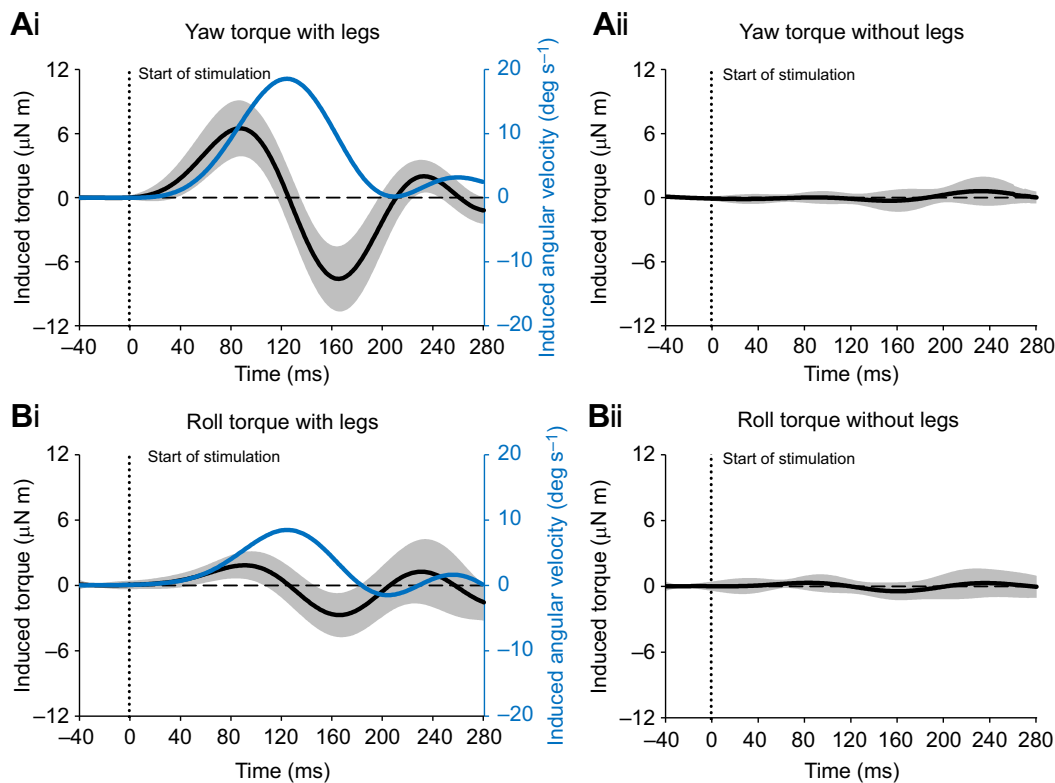 Ai
Yaw torque with legs
Start of stimulation
Induced torque (μN m)
12
6
0
–6
–12
Induced angular velocity (deg s⁻¹)
20
10
0
–10
–20
–40 0 40 80 120 160 200 240 280
Time (ms)
Aii
Yaw torque without legs
Start of stimulation
Induced torque (μN m)
12
6
0
–6
–12
–40 0 40 80 120 160 200 240 280
Time (ms)
Bi
Roll torque with legs
Start of stimulation
Induced torque (μN m)
12
6
0
–6
–12
Induced angular velocity (deg s⁻¹)
20
10
0
–10
–20
–40 0 40 80 120 160 200 240 280
Time (ms)
Bii
Roll torque without legs
Start of stimulation
Induced torque (μN m)
12
6
0
–6
–12
–40 0 40 80 120 160 200 240 280
Time (ms)